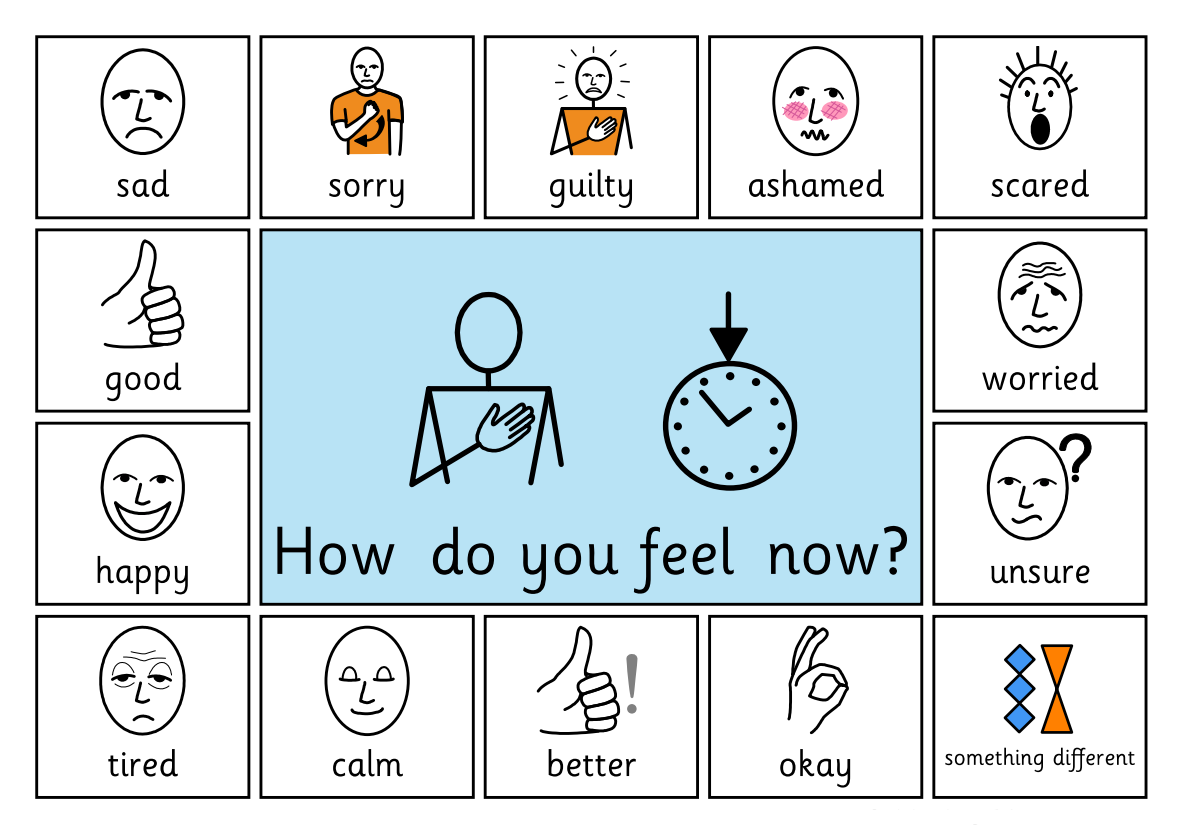 sad
sorry
guilty
ashamed
scared
good
worried
happy
How do you feel now?
unsure
tired
calm
better
okay
something different